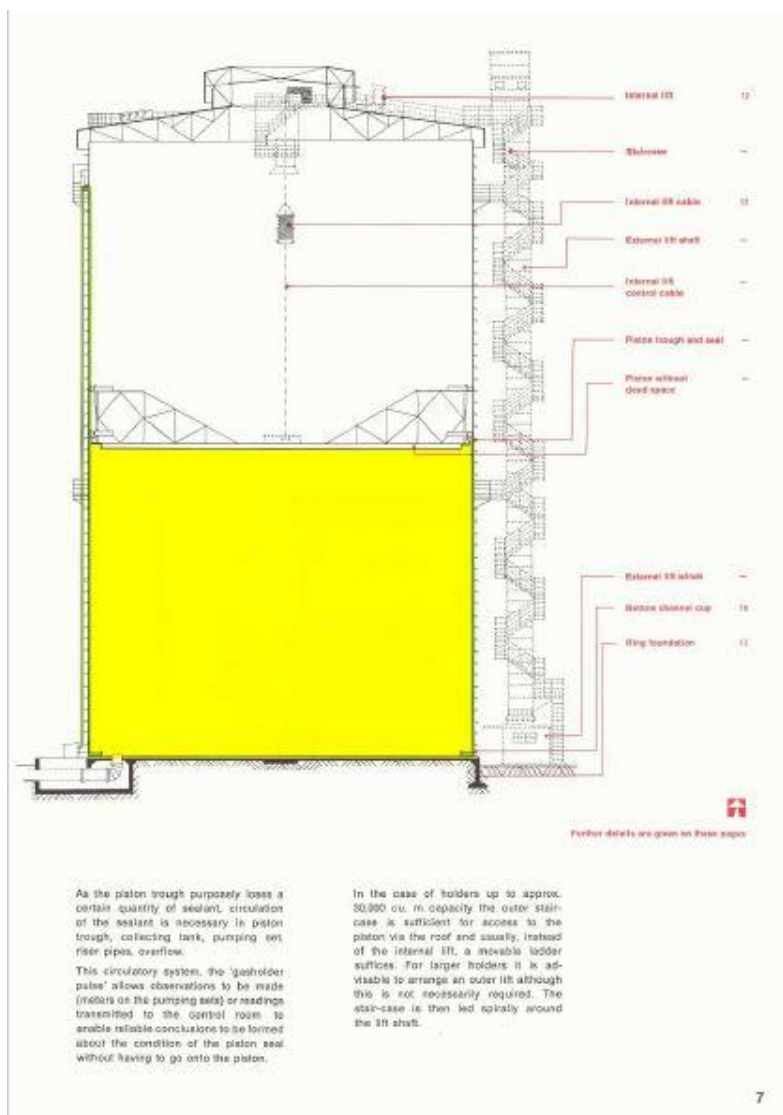 Internal lift 12
Staircase —
Internal lift cable 12
External lift shaft —
Internal lift —
control cable
Piston trough and seal —
Piston without —
dead space
External lift winch —
Bottom channel cup
Ring foundation
Further details are given on these pages
As the piston trough purposely loses a
certain quantity of sealant, circulation
of the sealant is necessary in piston
trough, collecting tank, pumping set,
riser pipes, overflow.
This circulatory system, the 'gasholder
pulse' allows observations to be made
(meters on the pumping sets) or readings
transmitted to the control room to
enable reliable conclusions to be formed
about the condition of the piston seal
without having to go onto the piston.
In the case of holders up to approx.
30,000 cu. m. capacity the outer stair-
case is sufficient for access to the
piston via the roof and usually, instead
of the internal lift, a movable ladder
suffices. For larger holders it is ad-
visable to arrange an outer lift although
this is not necessarily required. The
stair-case is then led spirally around
the lift shaft.
7